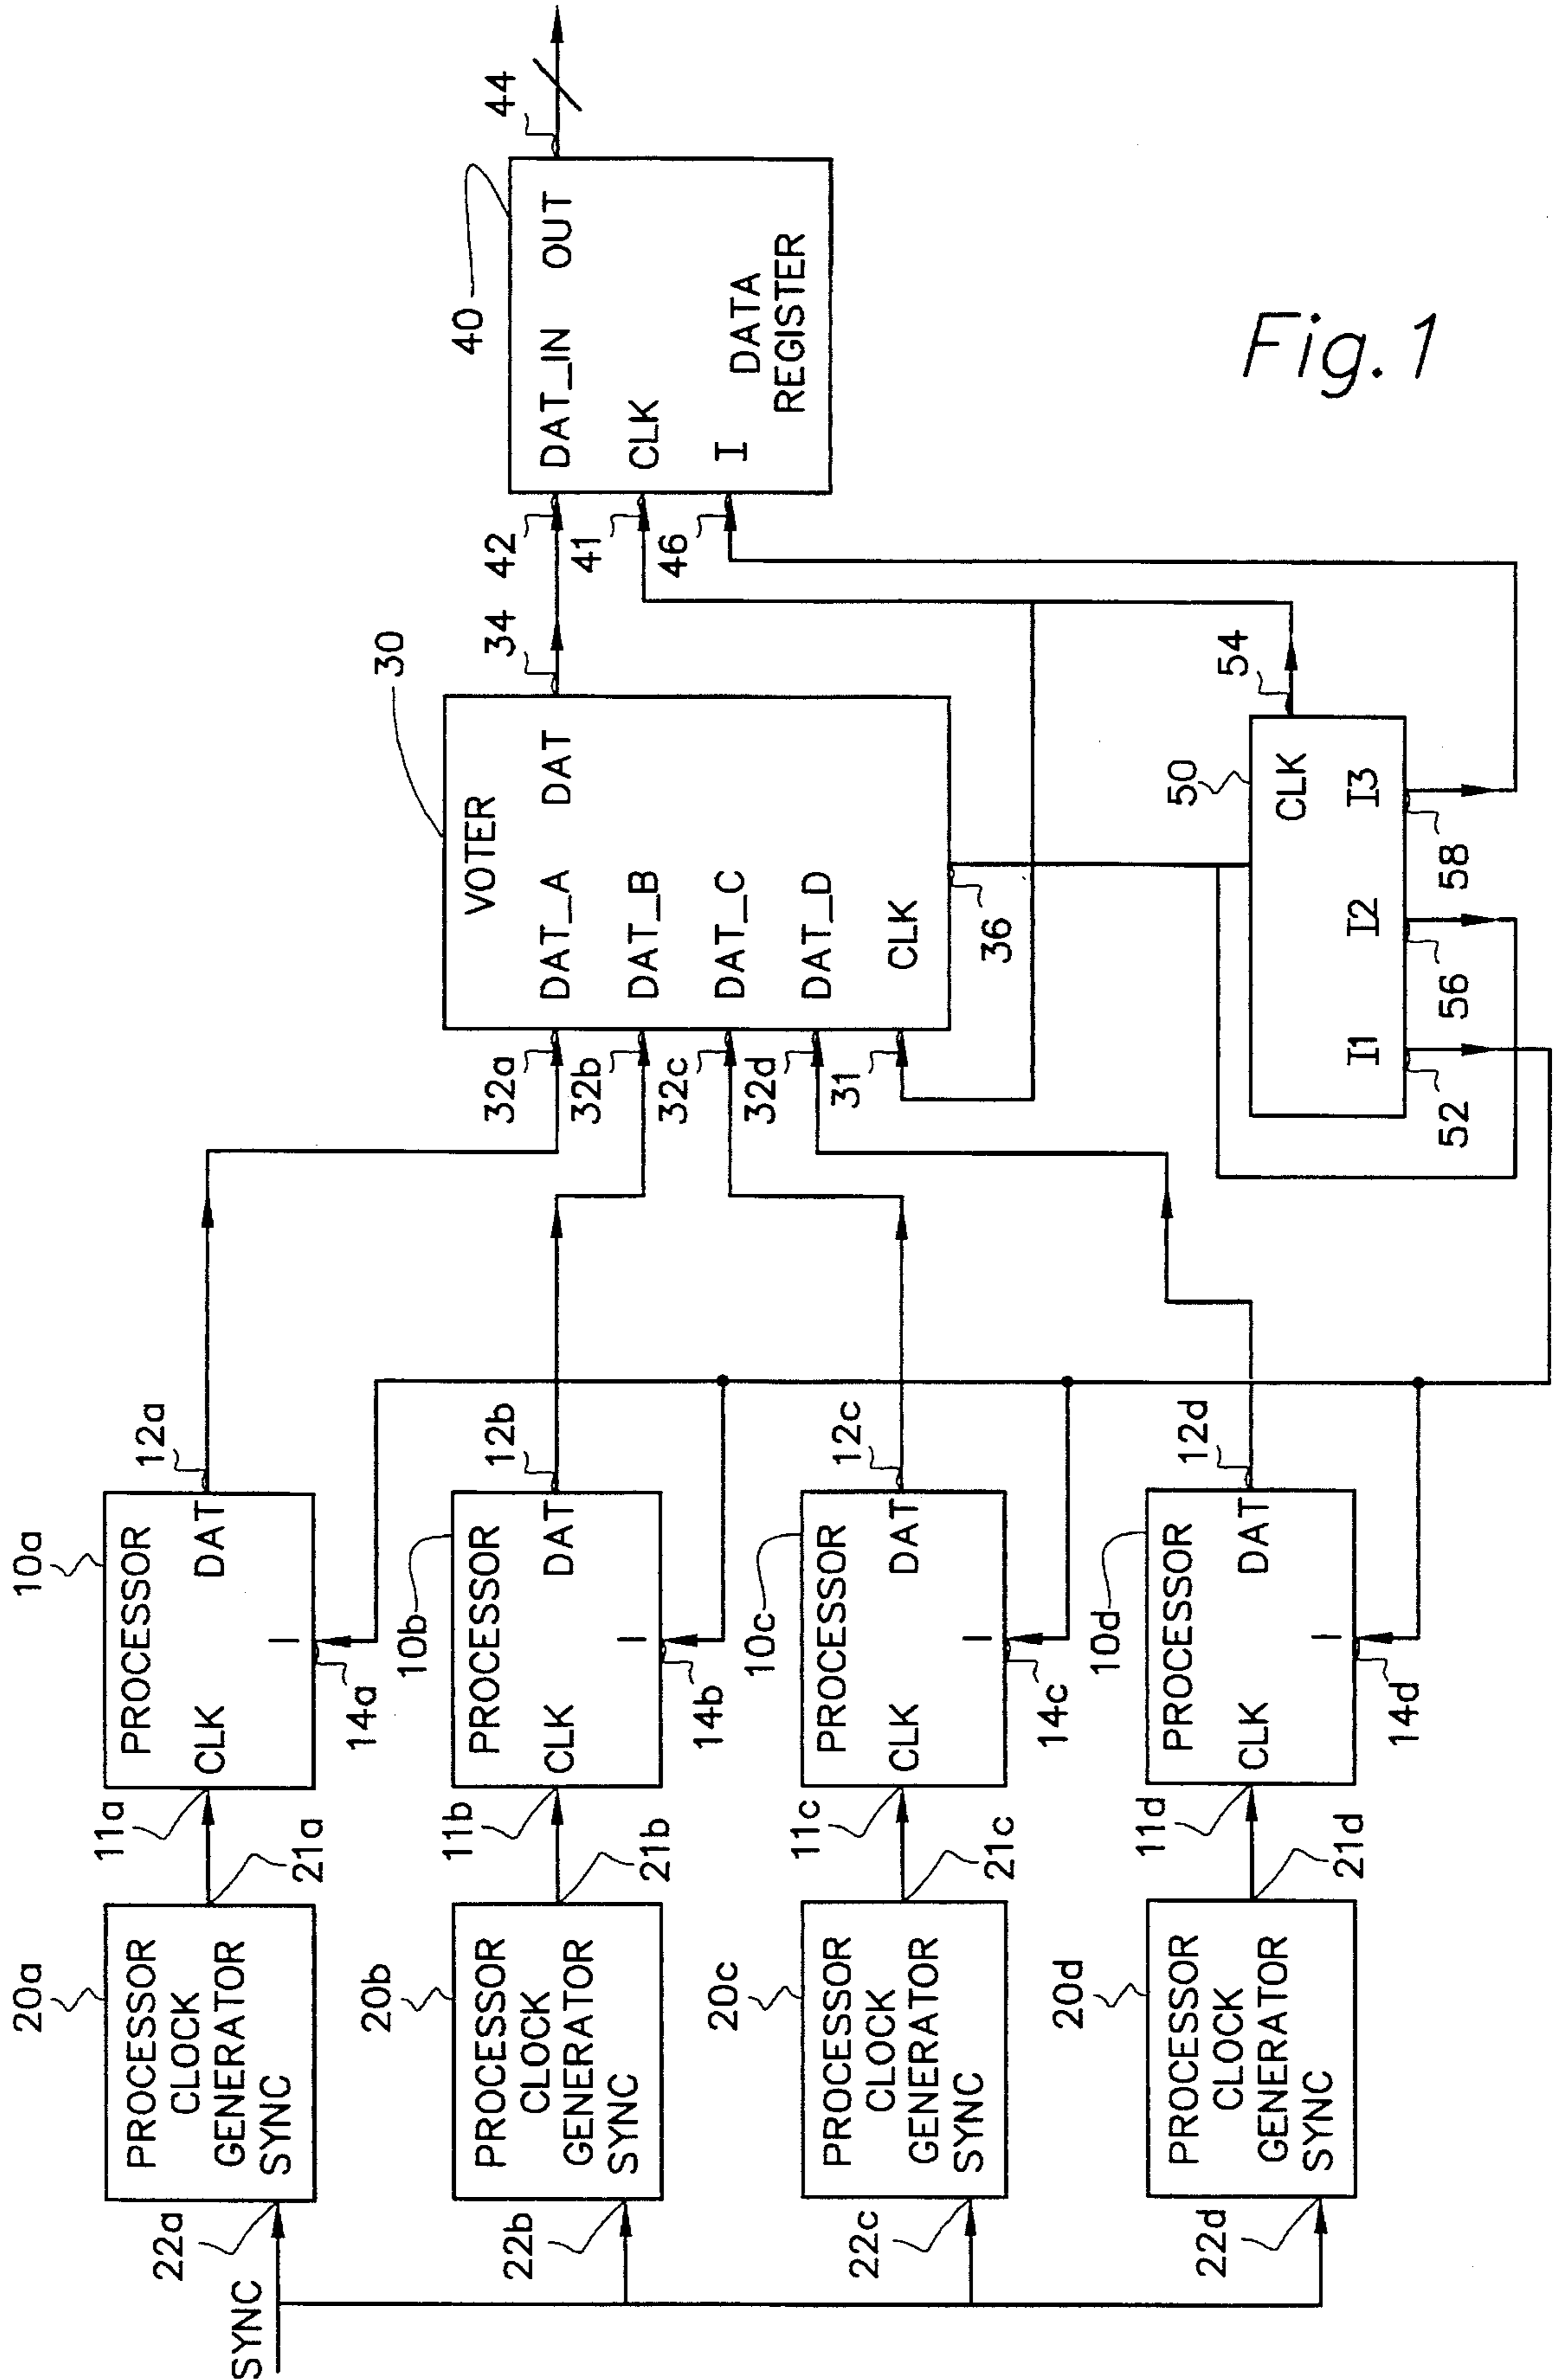 SYNC
22a
20a
PROCESSOR
CLOCK
GENERATOR
SYNC
21a
11a
10a
PROCESSOR
CLK
DAT
I
12a
14a
22b
20b
PROCESSOR
CLOCK
GENERATOR
SYNC
21b
11b
10b
PROCESSOR
CLK
DAT
I
12b
14b
22c
20c
PROCESSOR
CLOCK
GENERATOR
SYNC
21c
11c
10c
PROCESSOR
CLK
DAT
I
12c
14c
22d
20d
PROCESSOR
CLOCK
GENERATOR
SYNC
21d
11d
10d
PROCESSOR
CLK
DAT
I
12d
14d
30
VOTER
32a
DAT_A DAT
34
32b
DAT_B
32c
DAT_C
32d
DAT_D
31
CLK
36
40
42
DAT_IN OUT
44
41
CLK
46
I
DATA
REGISTER
50
CLK
54
I1
I2
I3
52
56
58
Fig. 1